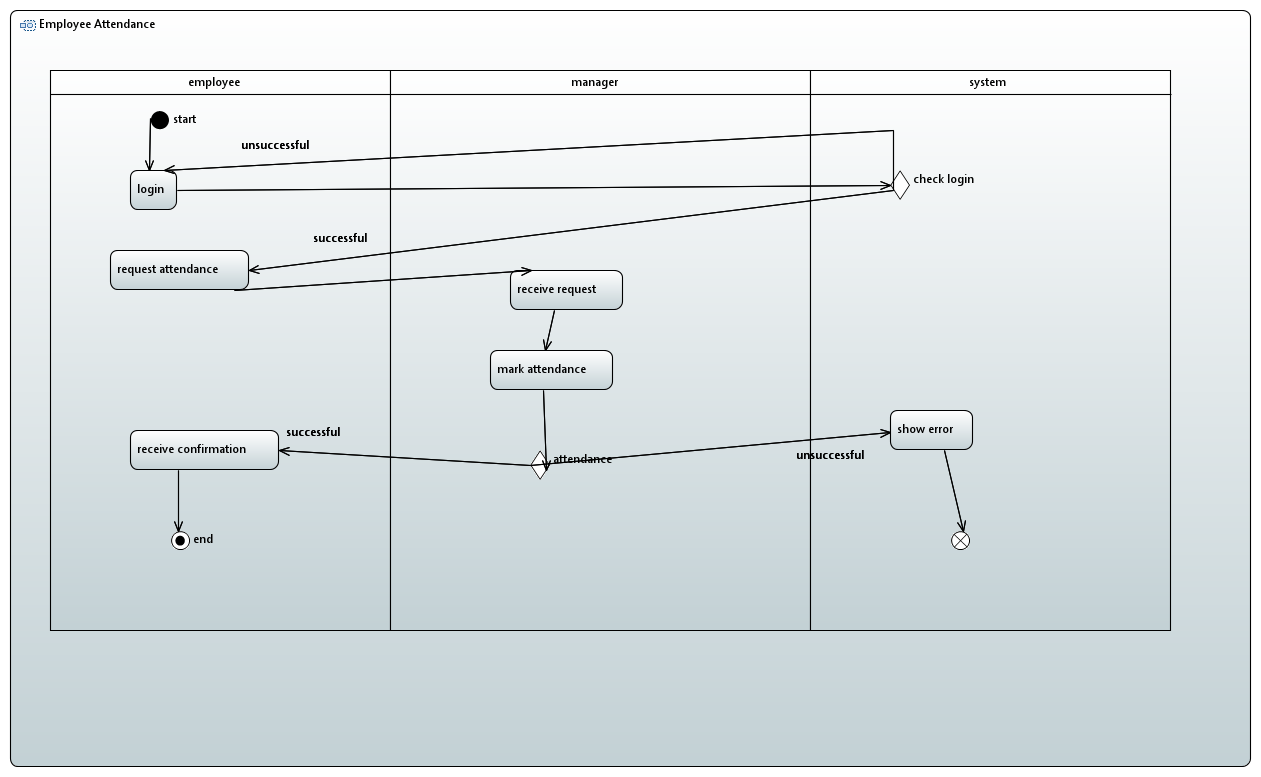 Employee Attendance
employee
manager
system
start
unsuccessful
check login
login
successful
request attendance
receive request
mark attendance
show error
successful
receive confirmation
attendance
unsuccessful
end